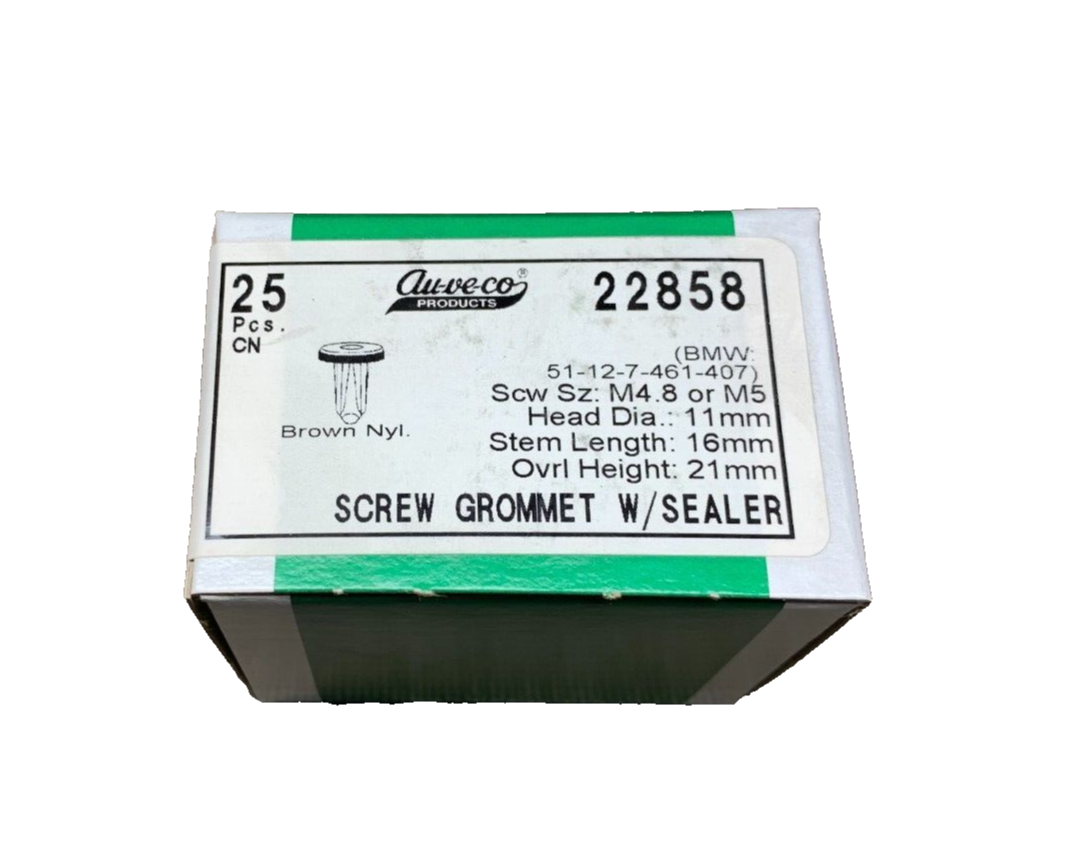 25
Pcs.
CN
au-ve-co®
PRODUCTS
22858
Brown Nyl.
(BMW:
51-12-7-461-407)
Scw Sz: M4.8 or M5
Head Dia.: 11mm
Stem Length: 16mm
Ovrl Height: 21mm
SCREW GROMMET W/SEALER